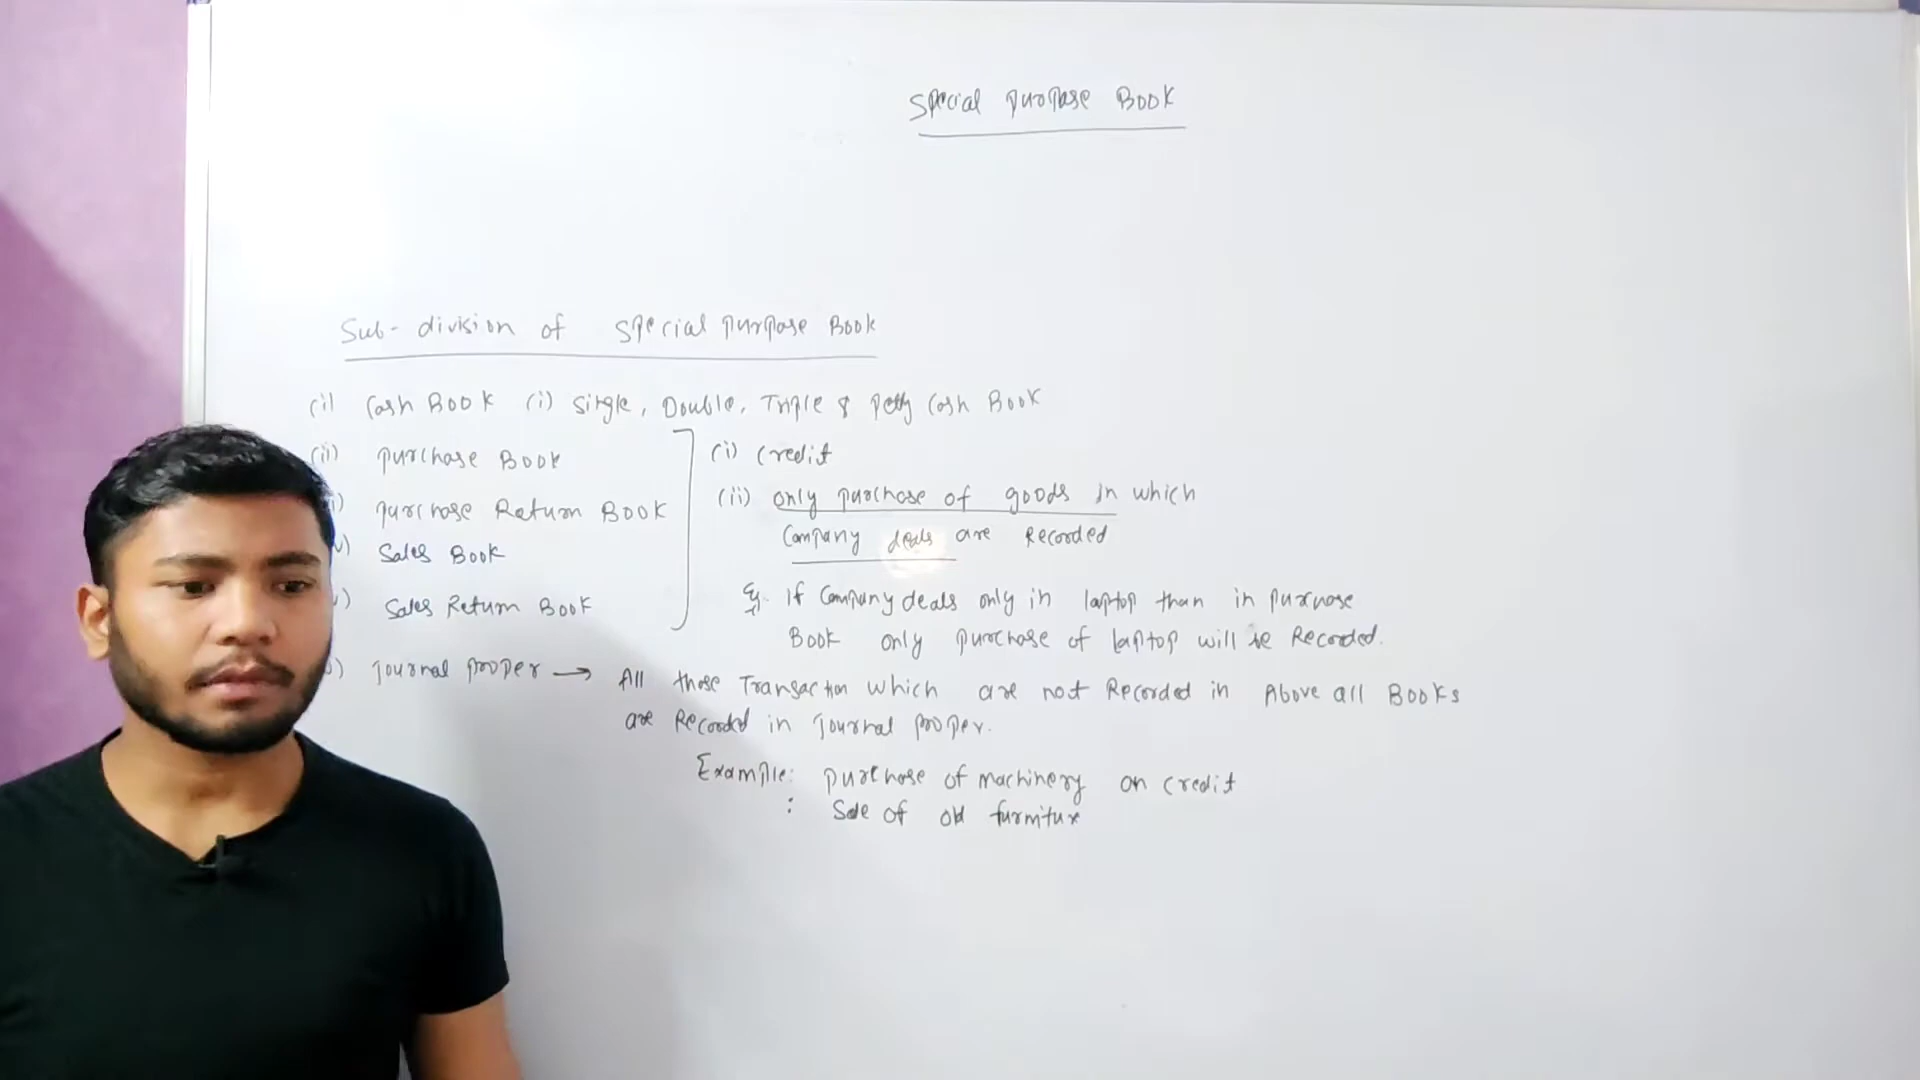 Special Purpose Book
Sub-division of Special Purpose Book
(i) Cash Book (i) Single, Double, Triple & Petty Cash Book
(ii) Purchase Book
(i) Credit
i) Purchase Return Book
(ii) only purchase of goods in which
Company deals are Recorded
v) Sales Book
) Sales Return Book
Eg. If Company deals only in laptop than in purchase
Book only purchase of laptop will be Recorded.
) Journal Proper → All those Transaction which are not Recorded in Above all Books
are Recorded in Journal Proper.
Example: Purchase of machinery on credit
: Sale of old furniture